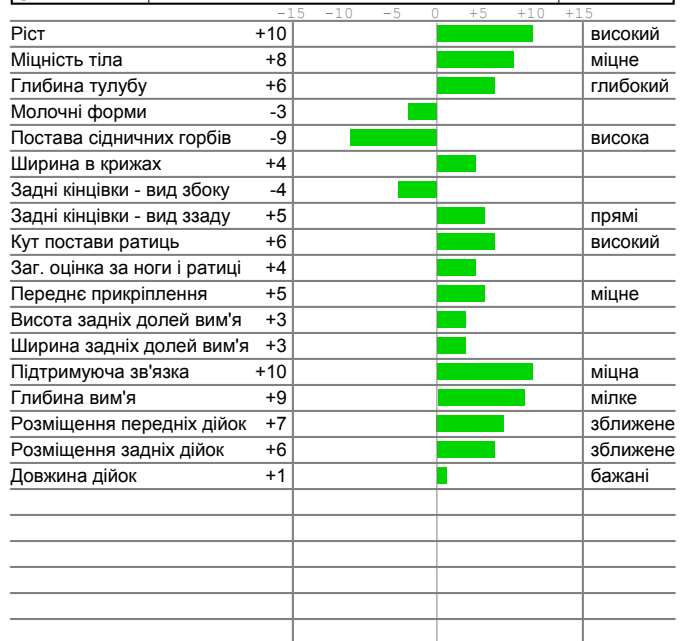 -15 -10 -5 0 +5 +10 +15
Ріст +10 високий
Міцність тіла +8 міцне
Глибина тулубу +6 глибокий
Молочні форми -3
Постава сідничних горбів -9 висока
Ширина в крижах +4
Задні кінцівки - вид збоку -4
Задні кінцівки - вид ззаду +5 прямі
Кут постави ратиць +6 високий
Заг. оцінка за ноги і ратиці +4
Переднє прикріплення +5 міцне
Висота задніх долей вим'я +3
Ширина задніх долей вим'я +3
Підтримуюча зв'язка +10 міцна
Глибина вим'я +9 мілке
Розміщення передніх дійок +7 зближене
Розміщення задніх дійок +6 зближене
Довжина дійок +1 бажані